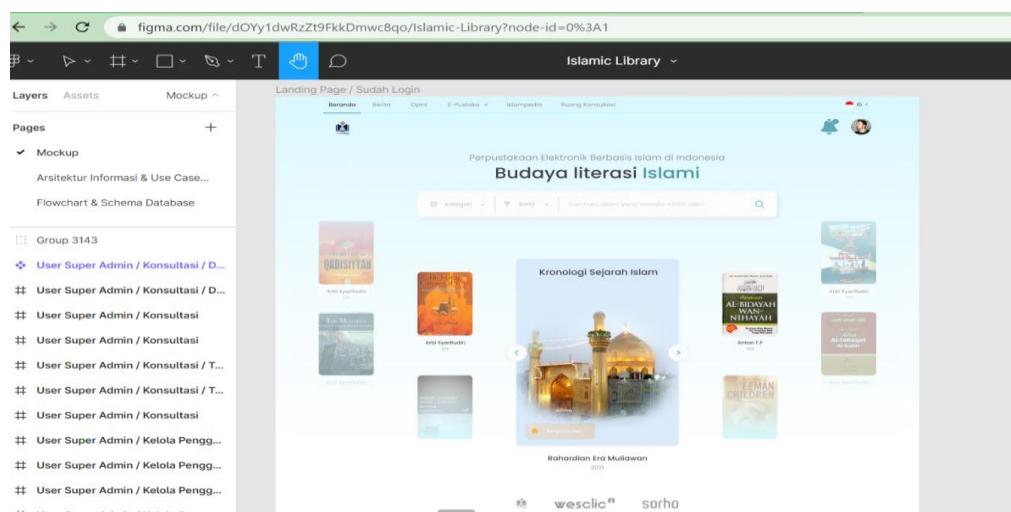 figma.com/file/dOYy1dwRzZt9FkkDmwc8qo/Islamic-Library?node-id=0%3A1
Islamic Library
Layers Assets Mockup
Pages
Mockup
Arsitektur Informasi & Use Case...
Flowchart & Schema Database
Group 3143
User Super Admin / Konsultasi / D...
User Super Admin / Konsultasi / D...
User Super Admin / Konsultasi
User Super Admin / Konsultasi
User Super Admin / Konsultasi / T...
User Super Admin / Konsultasi / T...
User Super Admin / Konsultasi
User Super Admin / Kelola Pengg...
User Super Admin / Kelola Pengg...
User Super Admin / Kelola Pengg...
Landing Page / Sudah Login
Beranda Berita Opini E-Pustaka Islampedia Ruang Konsultasi
ID
Perpustakaan Elektronik Berbasis Islam di Indonesia
Budaya literasi Islami
Kategori Sortir
QADISIYYAH
Arisl Syarifudin
Arisl Syarifudin
Kronologi Sejarah Islam
Rahardian Era Muliawan
2021
AL-BIDAYAH
WAN-
NIHAYAH
Anton T.P
CHILDREN
wesclic
sorho